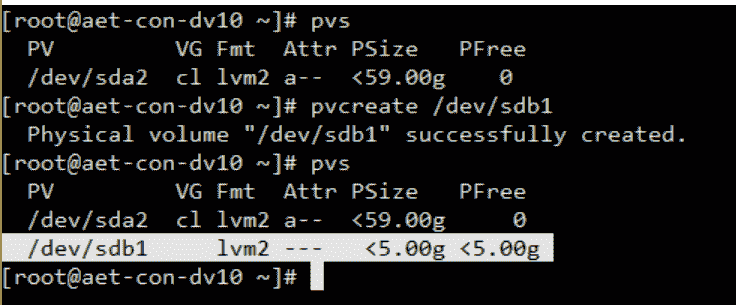 [root@aet-con-dv10 ~]# pvs
  PV         VG Fmt  Attr PSize   PFree
  /dev/sda2  cl lvm2 a--  <59.00g     0
[root@aet-con-dv10 ~]# pvcreate /dev/sdb1
  Physical volume "/dev/sdb1" successfully created.
[root@aet-con-dv10 ~]# pvs
  PV         VG Fmt  Attr PSize   PFree
  /dev/sda2  cl lvm2 a--  <59.00g     0
  /dev/sdb1     lvm2 ---   <5.00g <5.00g
[root@aet-con-dv10 ~]#